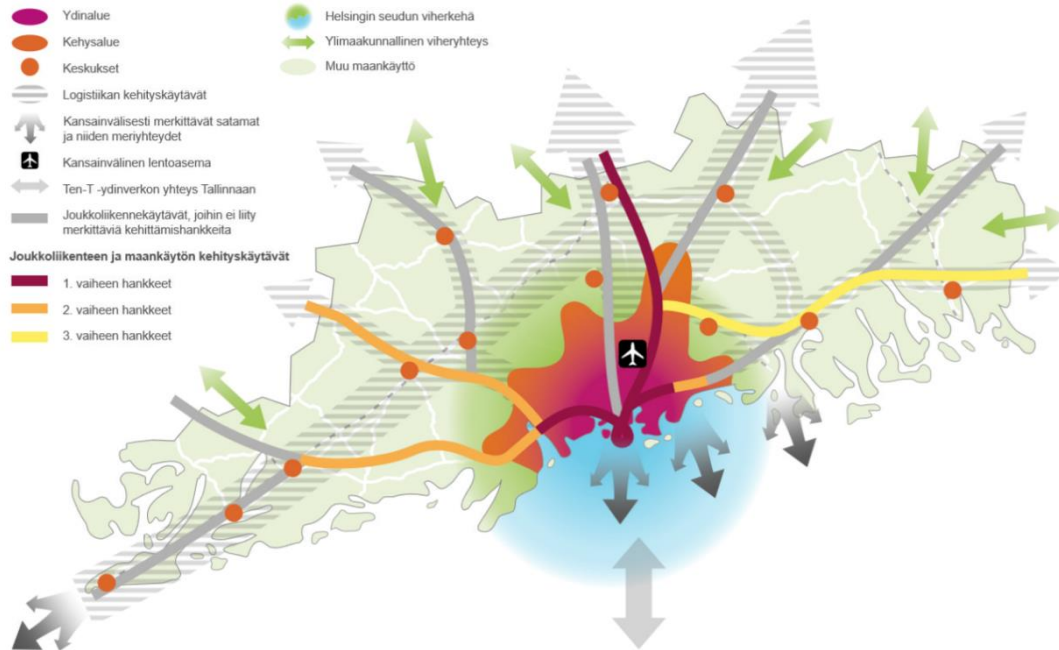 Ydinalue
Kehysalue
Keskukset
Logistiikan kehityskäytävät
Kansainvälisesti merkittävät satamat
ja niiden meriyhteydet
Kansainvälinen lentoasema
Ten-T -ydinverkon yhteys Tallinnaan
Joukkoliikennekäytävät, joihin ei liity
merkittäviä kehittämishankkeita
Joukkoliikenteen ja maankäytön kehityskäytävät
1. vaiheen hankkeet
2. vaiheen hankkeet
3. vaiheen hankkeet
Helsingin seudun viherkehä
Ylimaakunnallinen viheryhteys
Muu maankäyttö